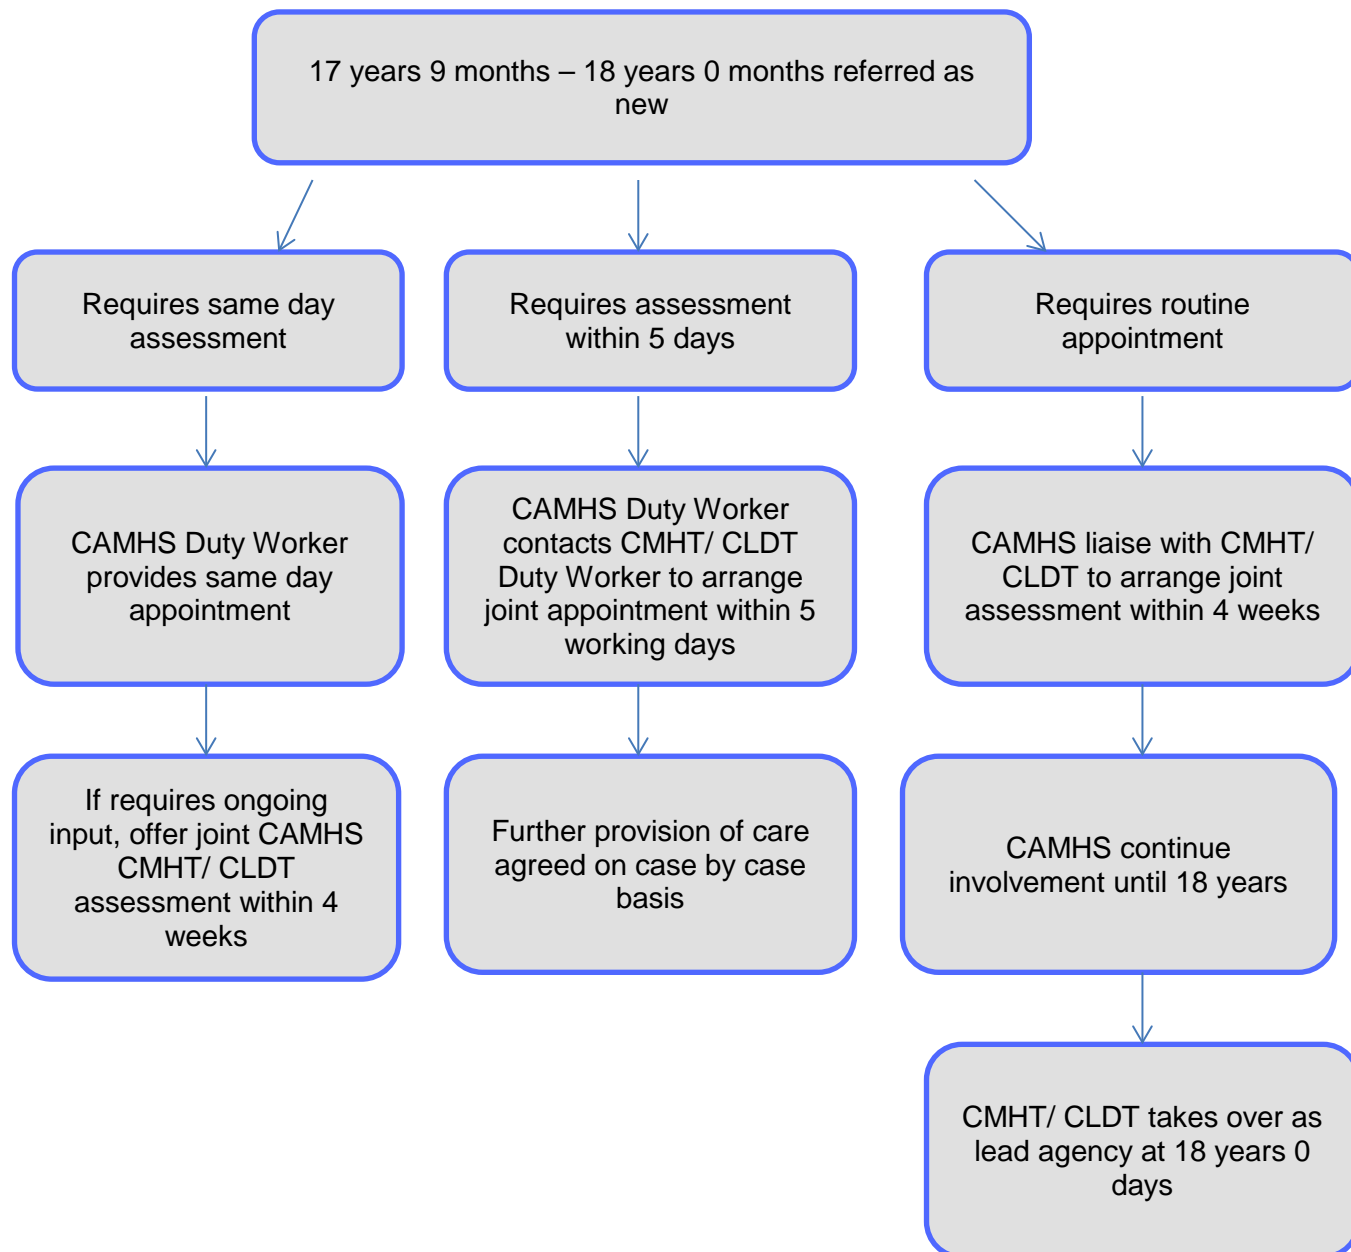 17 years 9 months – 18 years 0 months referred as
new
Requires same day
assessment
Requires assessment
within 5 days
Requires routine
appointment
CAMHS Duty Worker
provides same day
appointment
CAMHS Duty Worker
contacts CMHT/ CLDT
Duty Worker to arrange
joint appointment within 5
working days
CAMHS liaise with CMHT/
CLDT to arrange joint
assessment within 4 weeks
If requires ongoing
input, offer joint CAMHS
CMHT/ CLDT
assessment within 4
weeks
Further provision of care
agreed on case by case
basis
CAMHS continue
involvement until 18 years
CMHT/ CLDT takes over as
lead agency at 18 years 0
days